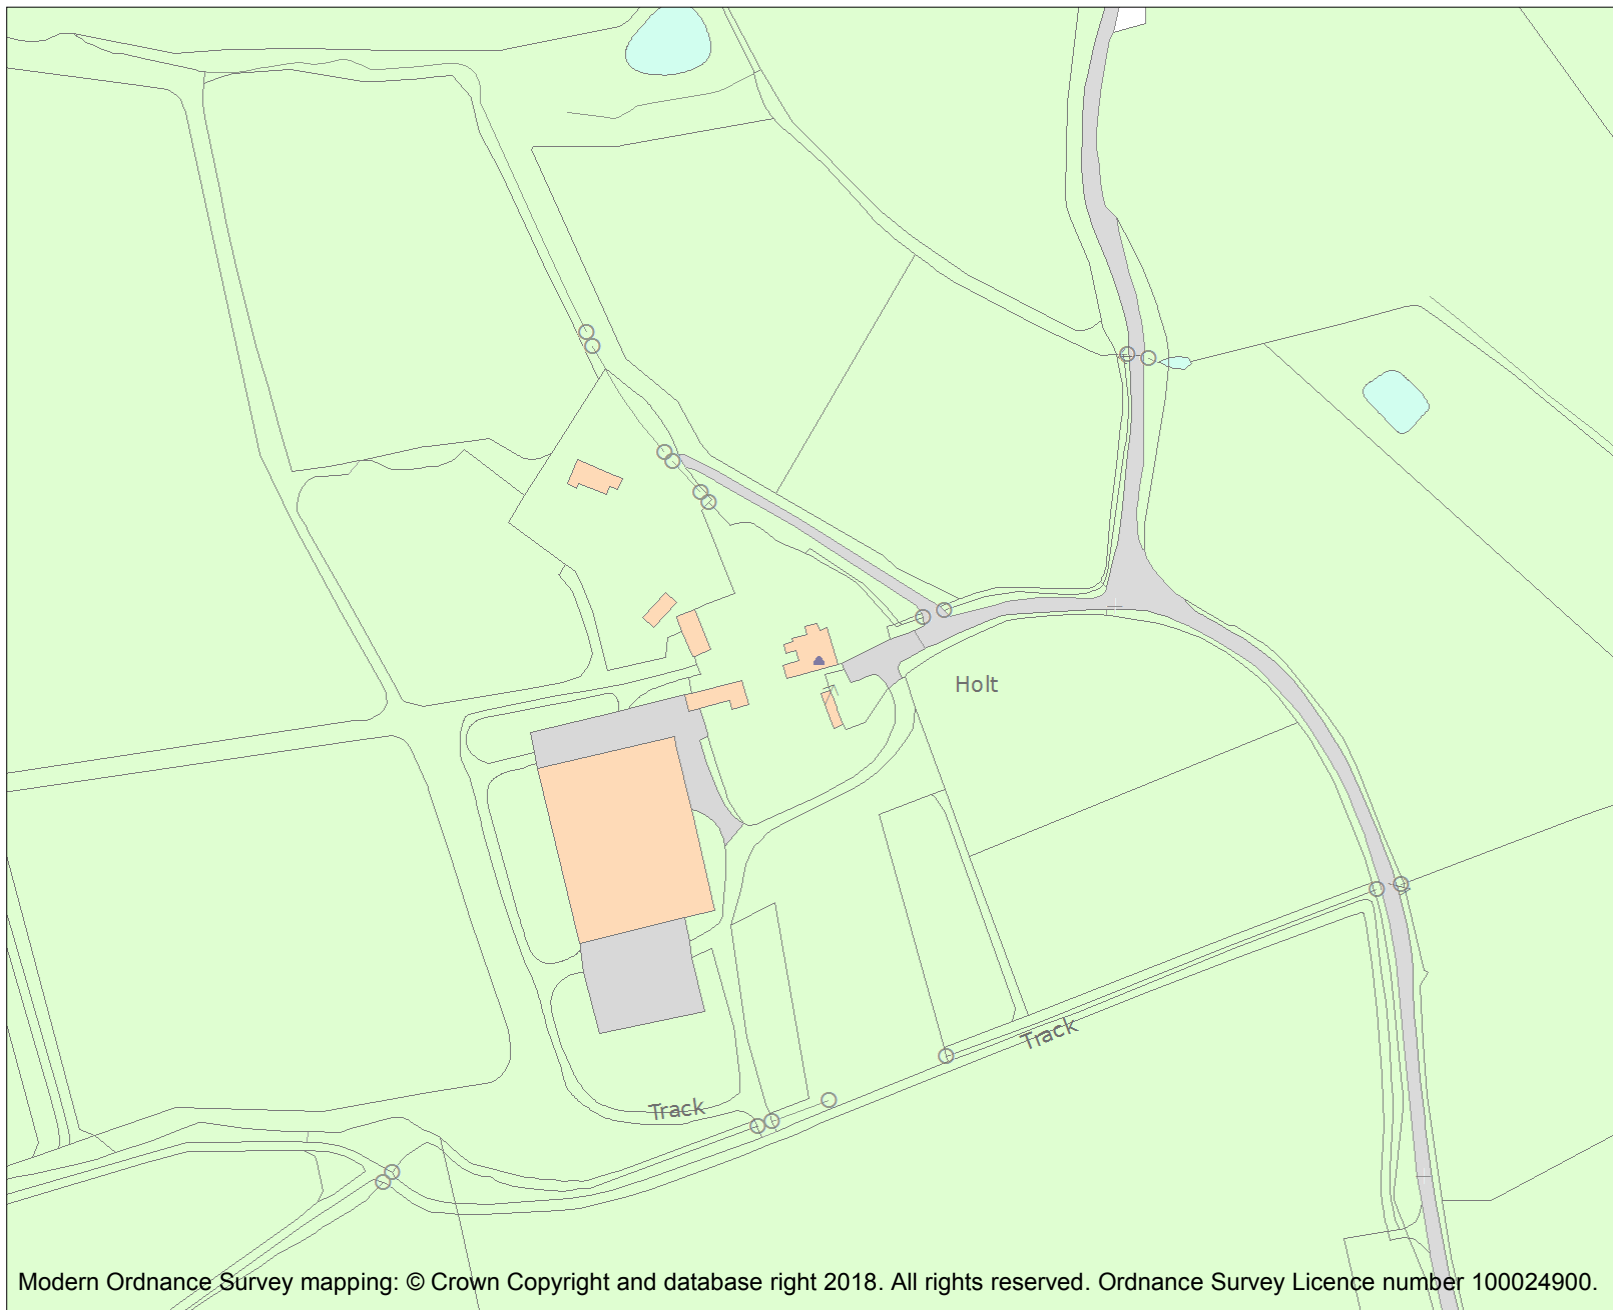 Holt
Track
Track
Modern Ordnance Survey mapping: © Crown Copyright and database right 2018. All rights reserved. Ordnance Survey Licence number 100024900.